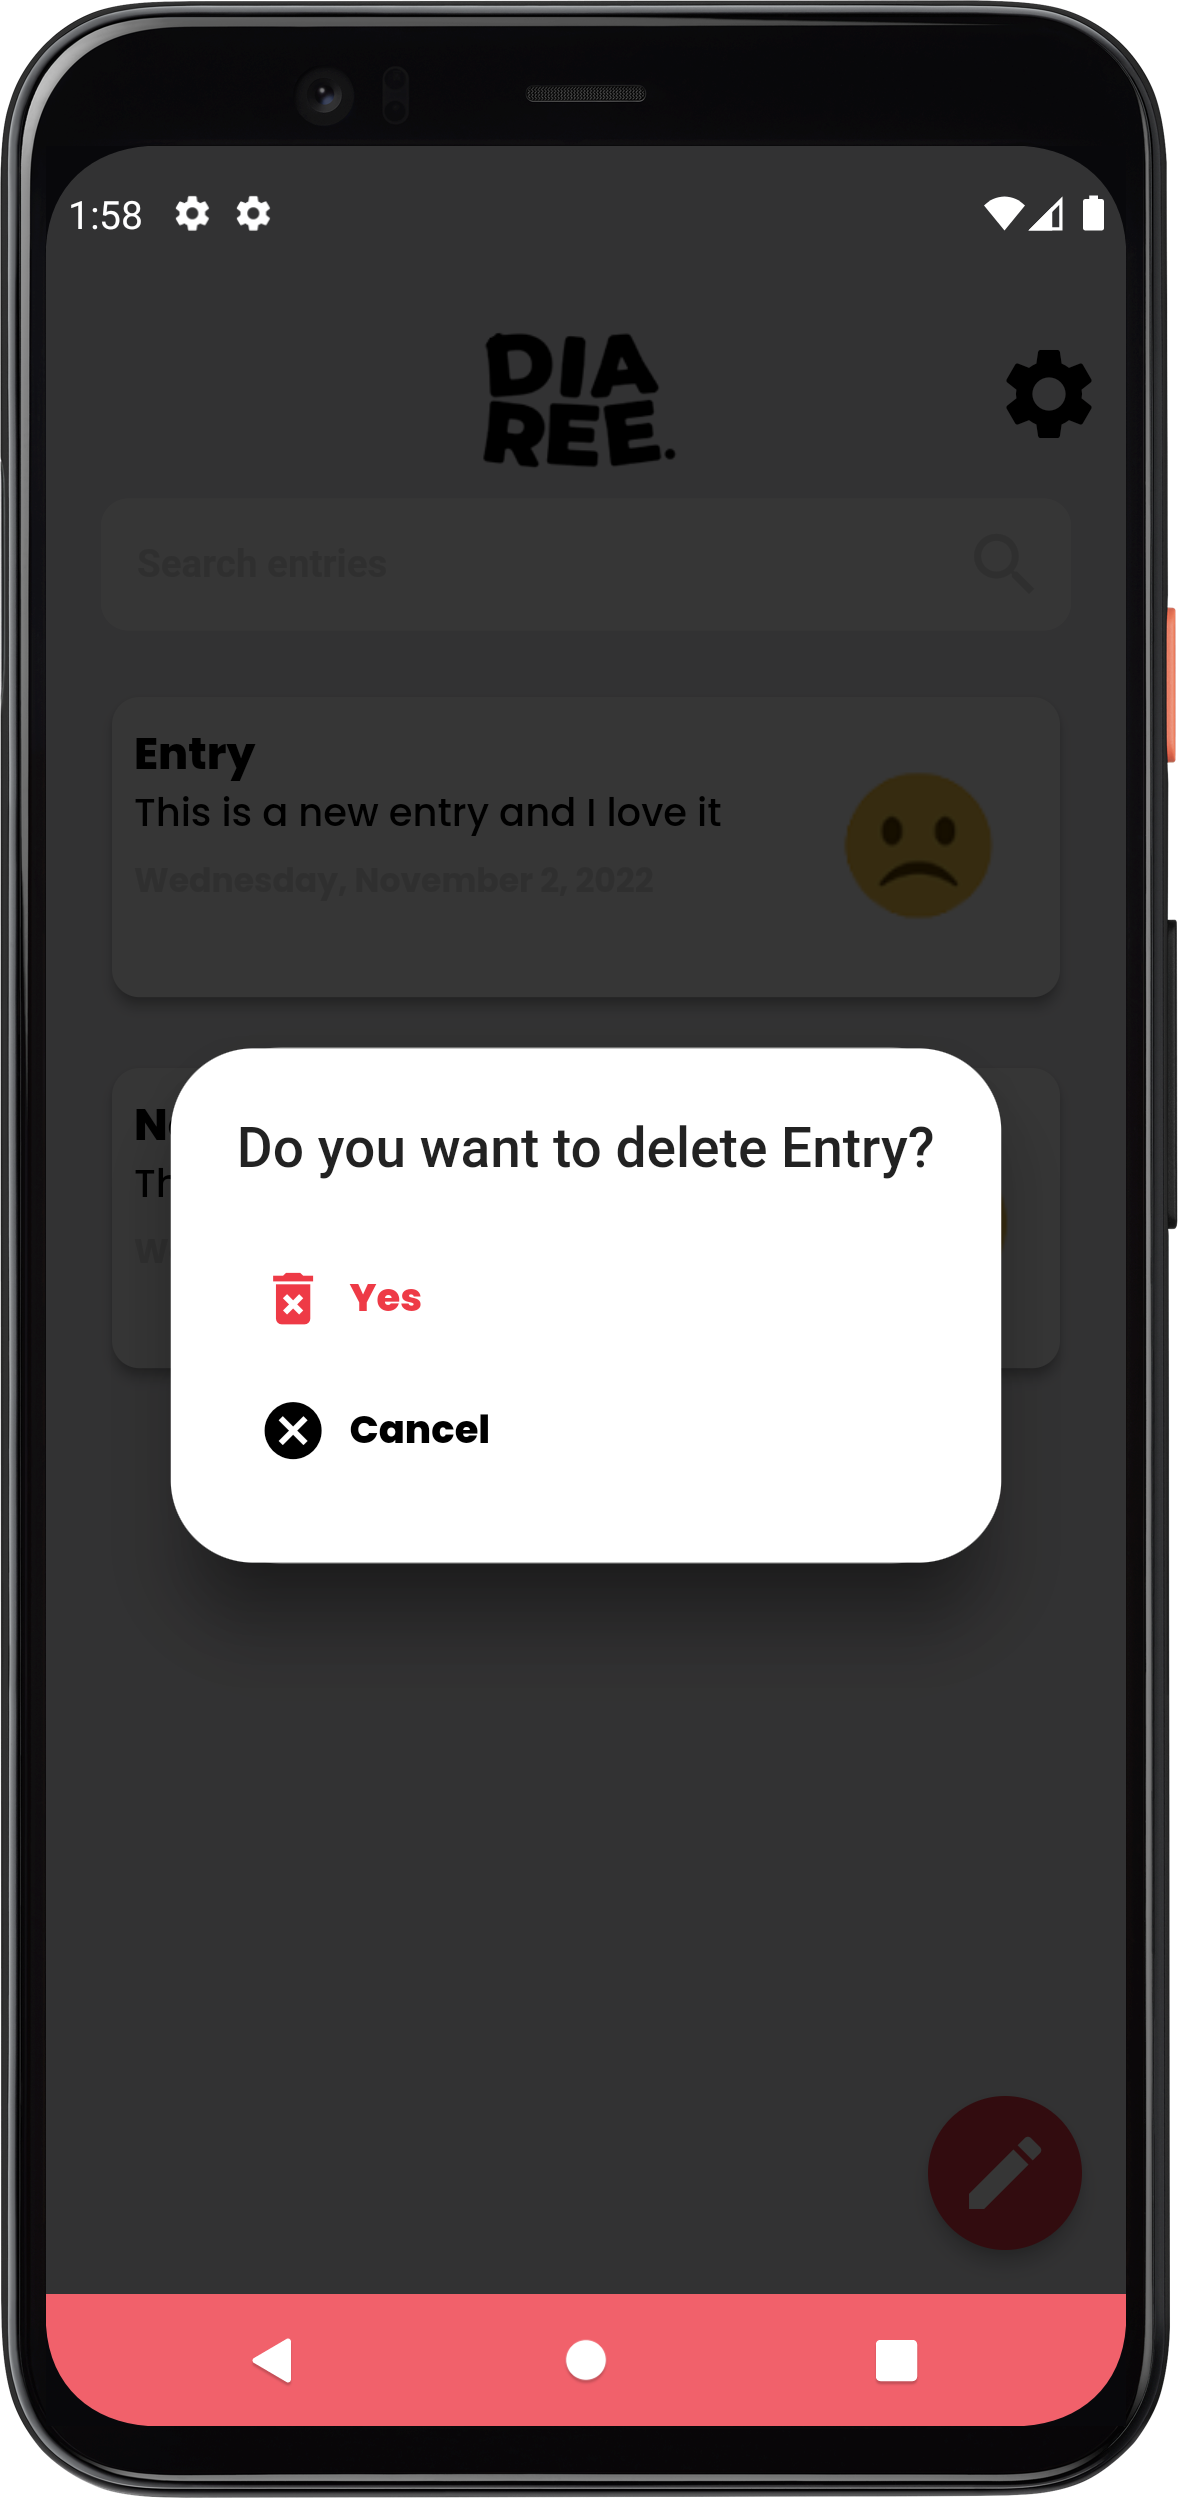 1:58
DIA
REE.
Search entries
Entry
This is a new entry and I love it
Wednesday, November 2, 2022
N
Th
W
Do you want to delete Entry?
Yes
Cancel